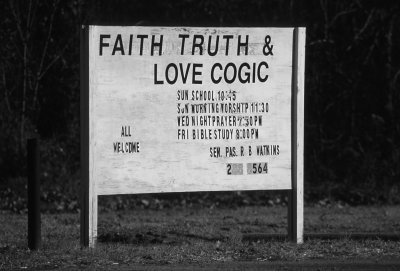 FAITH TRUTH &
LOVE COGIC
SUN SCHOOL
SUN MORNING WORSHTP 11:30
WED NIGHT PRAYER
FRI BIBLE STUDY 8:00PM
ALL
WELCOME
SEN. PAS. R B WATKINS
564